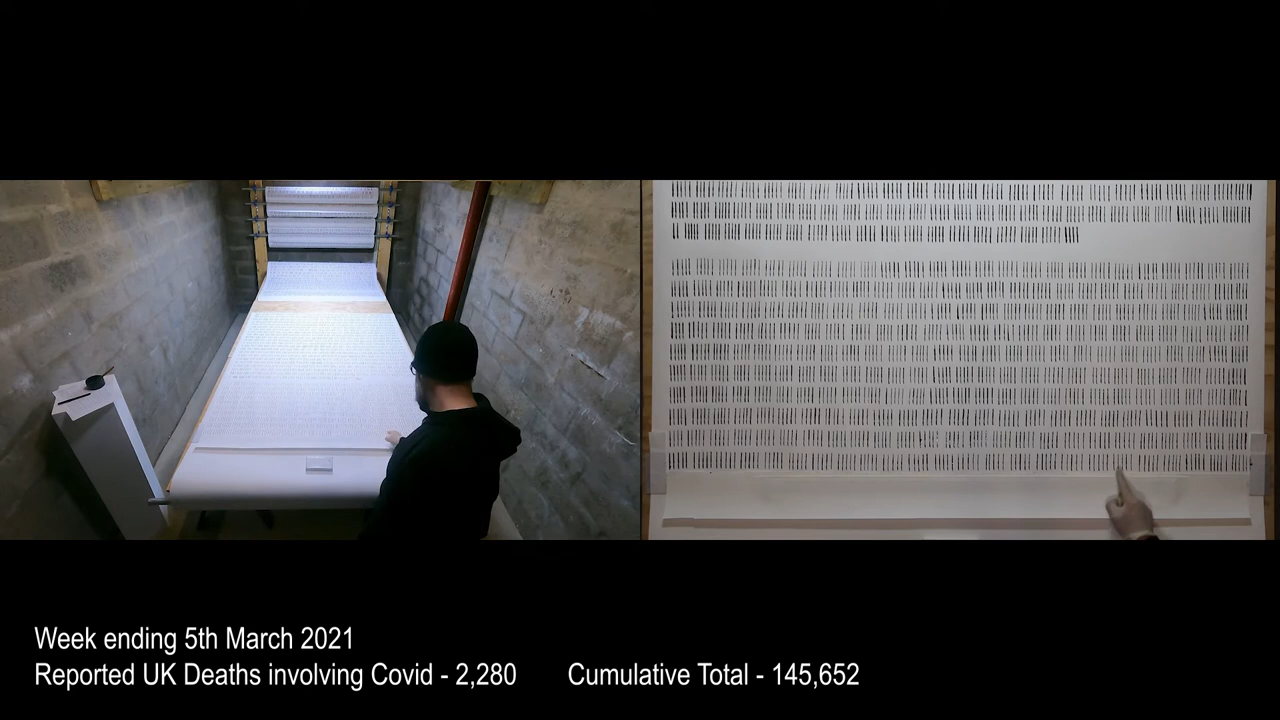 Week ending 5th March 2021
Reported UK Deaths involving Covid - 2,280 Cumulative Total - 145,652